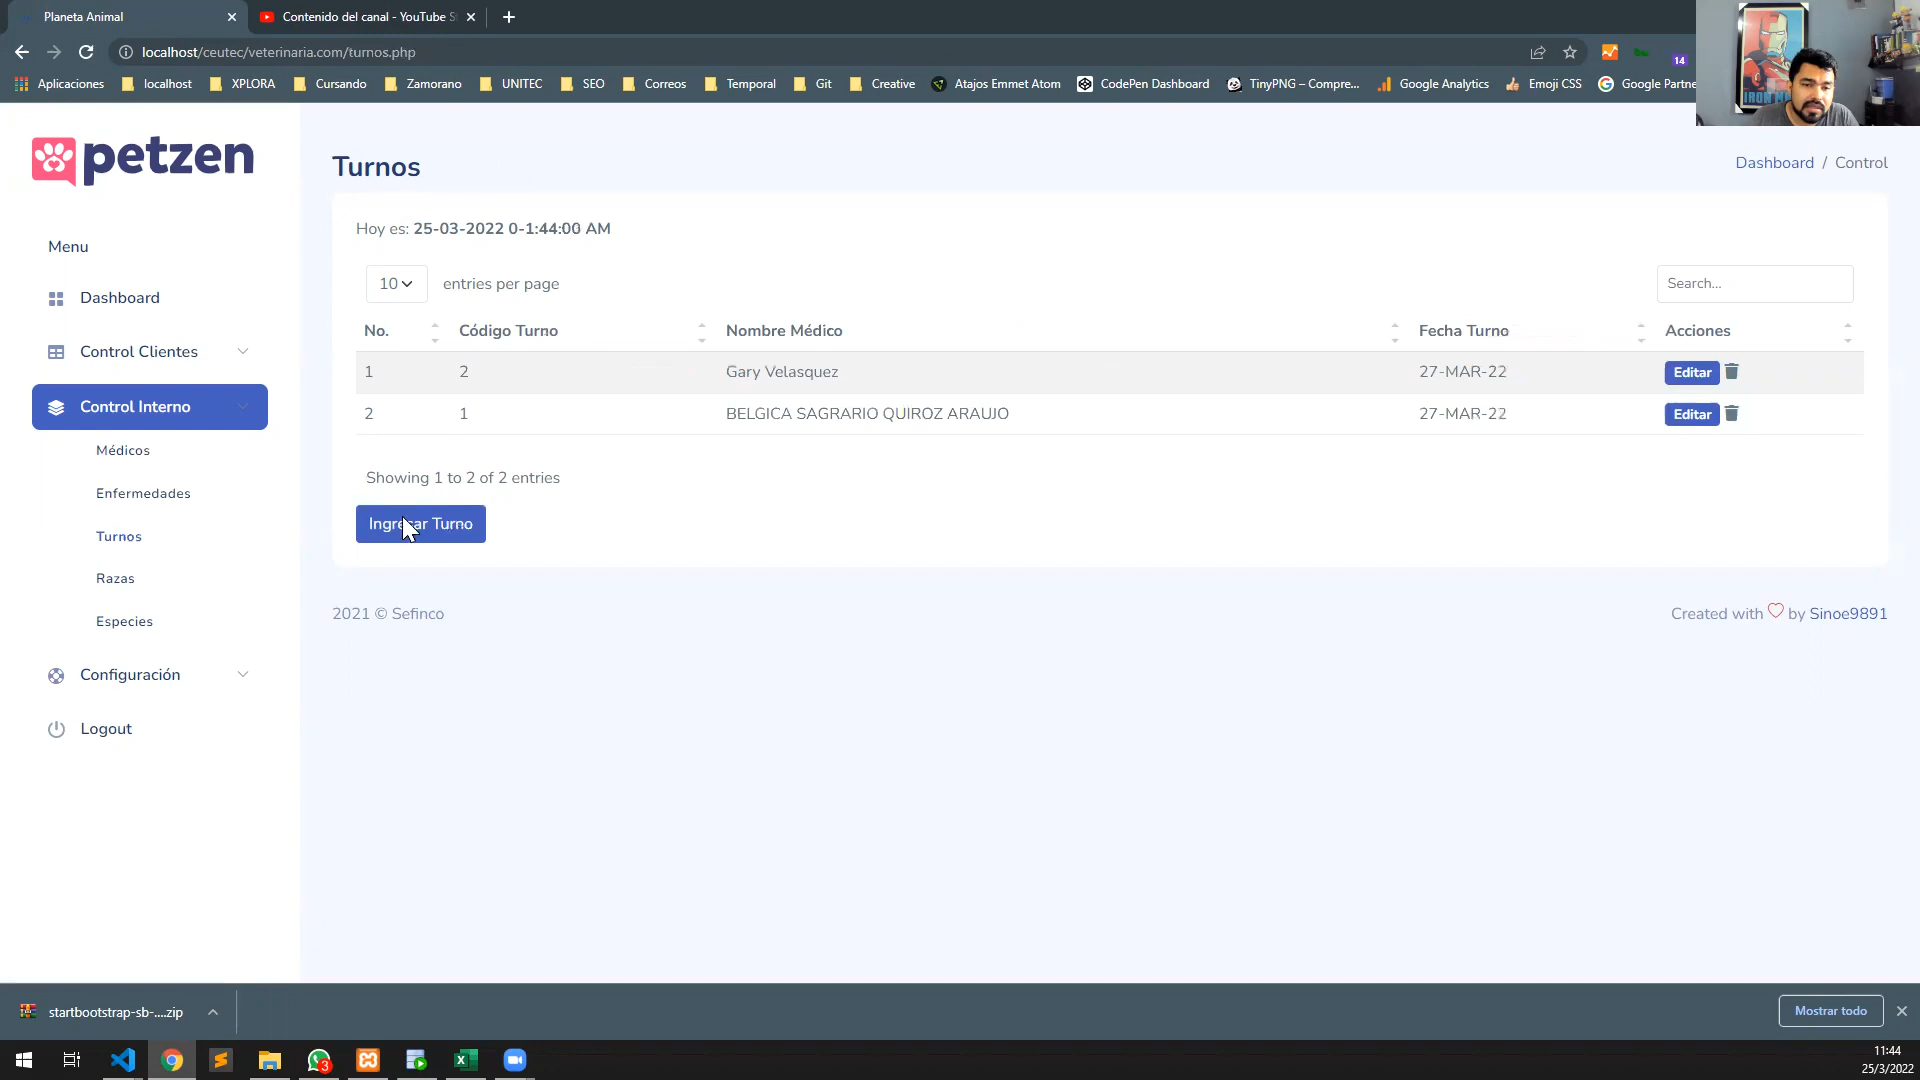 Planeta Animal
Contenido del canal - YouTube S
localhost/ceutec/veterinaria.com/turnos.php
14
Aplicaciones
localhost
XPLORA
Cursando
Zamorano
UNITEC
SEO
Correos
Temporal
Git
Creative
Atajos Emmet Atom
CodePen Dashboard
TinyPNG – Compre...
Google Analytics
Emoji CSS
Google Partne
petzen
Menu
Dashboard
Control Clientes
Control Interno
Médicos
Enfermedades
Turnos
Razas
Especies
Configuración
Logout
Turnos
Dashboard / Control
Hoy es: 25-03-2022 0-1:44:00 AM
10 entries per page
Search...
No. Código Turno Nombre Médico Fecha Turno Acciones
1 2 Gary Velasquez 27-MAR-22 Editar
2 1 BELGICA SAGRARIO QUIROZ ARAUJO 27-MAR-22 Editar
Showing 1 to 2 of 2 entries
Ingresar Turno
2021 © Sefinco
Created with by Sinoe9891
startbootstrap-sb-....zip
Mostrar todo
3
11:44
25/3/2022